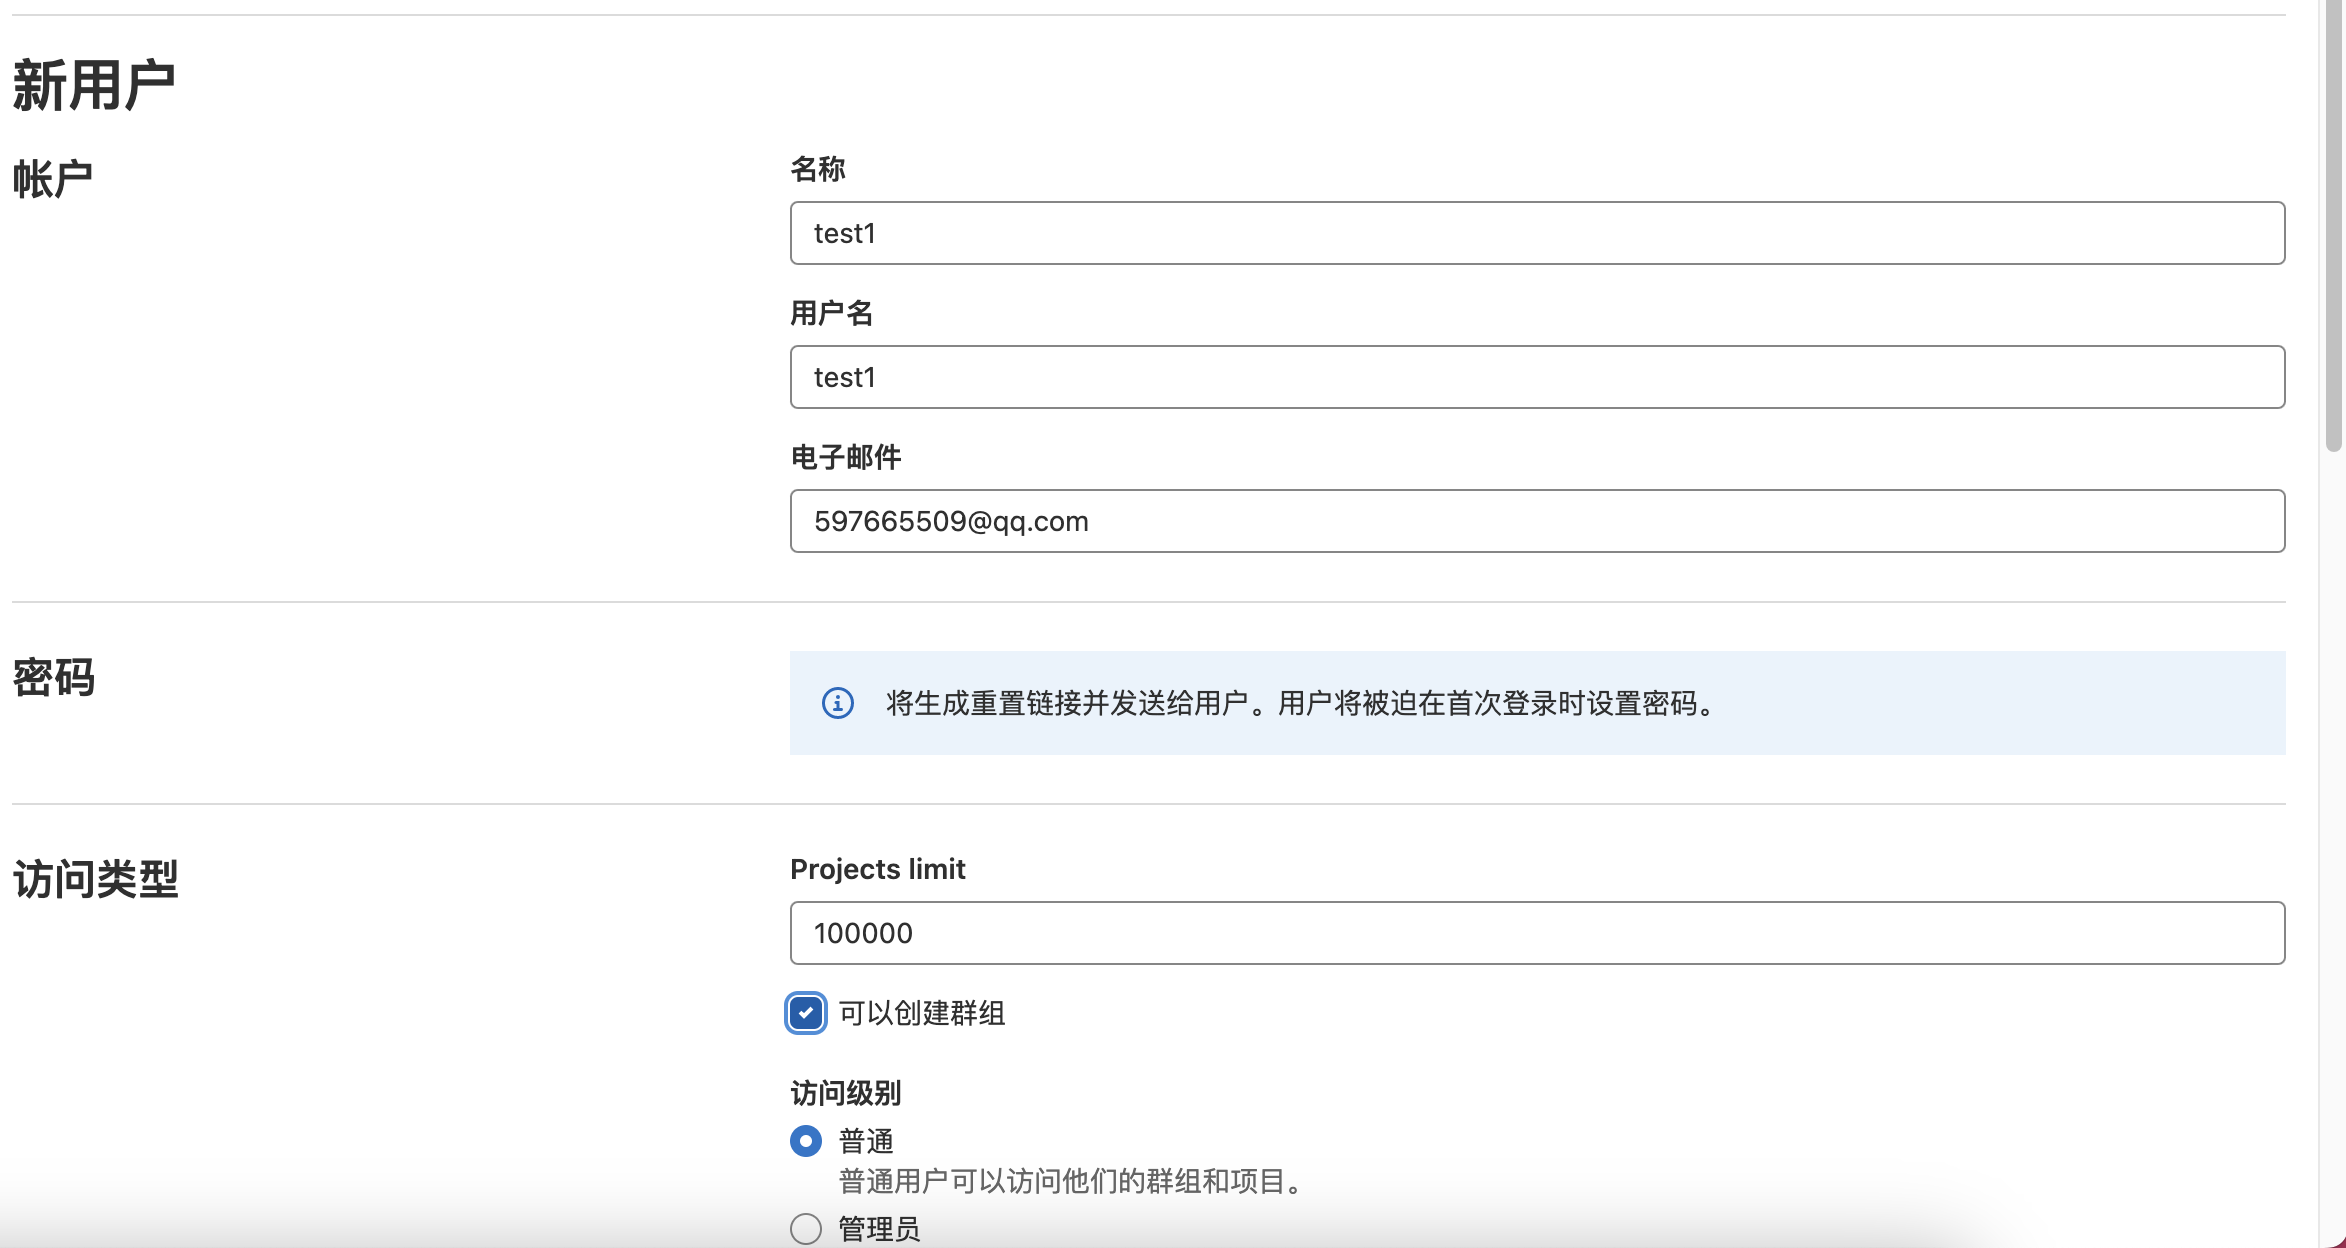 新用户
帐户
名称
test1
用户名
test1
电子邮件
597665509@qq.com
密码
将生成重置链接并发送给用户。用户将被迫在首次登录时设置密码。
访问类型
Projects limit
100000
可以创建群组
访问级别
普通
普通用户可以访问他们的群组和项目。
管理员